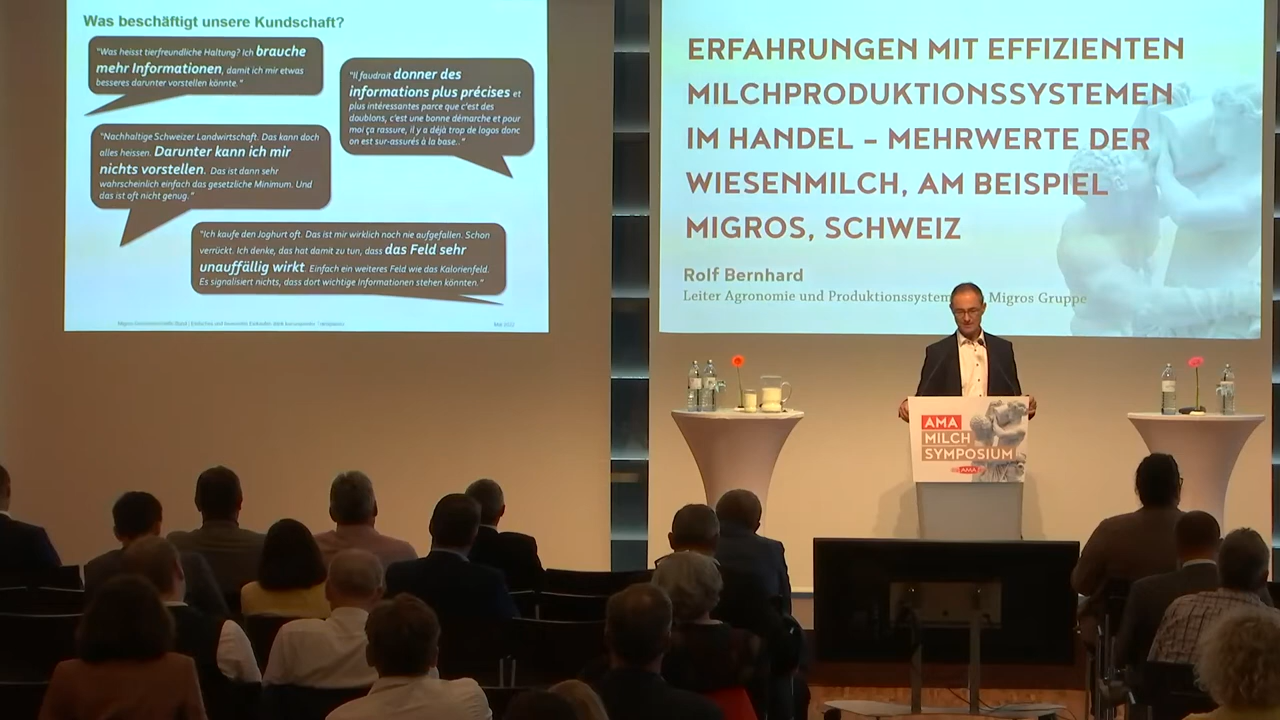 Was beschäftigt unsere Kundschaft?
"Was heisst tierfreundliche Haltung? Ich brauche
mehr Informationen, damit ich mir etwas
besseres darunter vorstellen könnte."
"Il faudrait donner des
informations plus précises et
plus intéressantes parce que c'est des
doublons, c'est une bonne démarche et pour
moi ça rassure, il y a déjà trop de logos donc
on est sur-assurés à la base.."
"Nachhaltige Schweizer Landwirtschaft. Das kann doch
alles heissen. Darunter kann ich mir
nichts vorstellen. Das ist dann sehr
wahrscheinlich einfach das gesetzliche Minimum. Und
das ist oft nicht genug."
"Ich kaufe den Joghurt oft. Das ist mir wirklich noch nie aufgefallen. Schon
verrückt. Ich denke, das hat damit zu tun, dass das Feld sehr
unauffällig wirkt. Einfach ein weiteres Feld wie das Kalorienfeld.
Es signalisiert nichts, dass dort wichtige Informationen stehen könnten."
ERFAHRUNGEN MIT EFFIZIENTEN
MILCHPRODUKTIONSSYSTEMEN
IM HANDEL – MEHRWERTE DER
WIESENMILCH, AM BEISPIEL
MIGROS, SCHWEIZ
Rolf Bernhard
Leiter Agronomie und Produktionssystem Migros Gruppe
AMA
MILCH
SYMPOSIUM
AMA